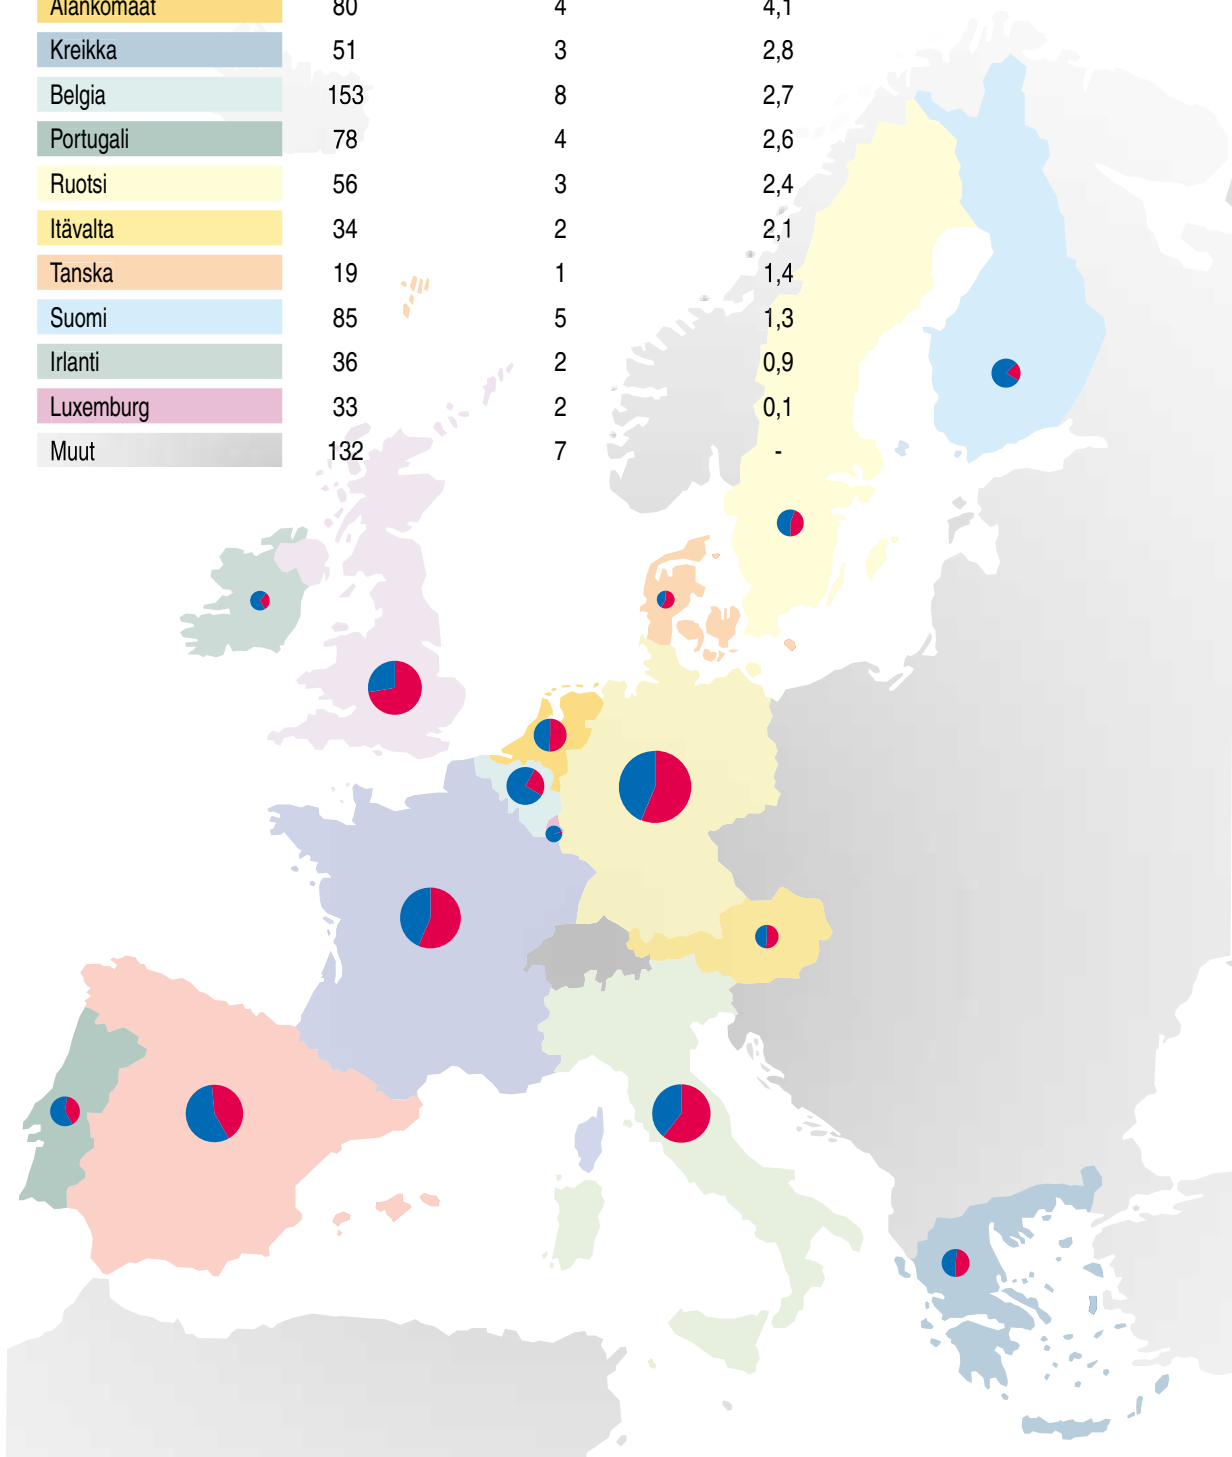 Alankomaat 80 4 4,1
Kreikka 51 3 2,8
Belgia 153 8 2,7
Portugali 78 4 2,6
Ruotsi 56 3 2,4
Itävalta 34 2 2,1
Tanska 19 1 1,4
Suomi 85 5 1,3
Irlanti 36 2 0,9
Luxemburg 33 2 0,1
Muut 132 7 -